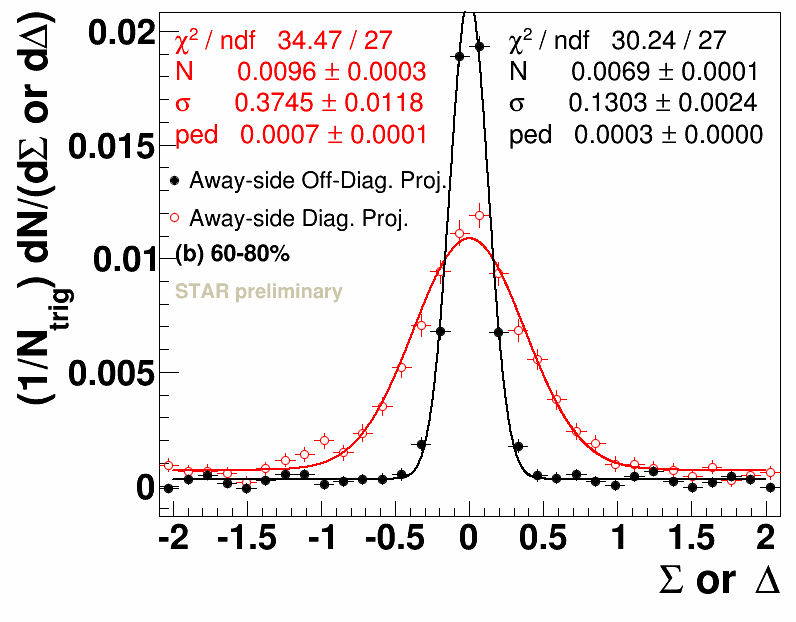 (1/N_trig) dN/(dΣ or dΔ)
0.02
0.015
0.01
0.005
0
χ² / ndf 34.47 / 27
N 0.0096 ± 0.0003
σ 0.3745 ± 0.0118
ped 0.0007 ± 0.0001
χ² / ndf 30.24 / 27
N 0.0069 ± 0.0001
σ 0.1303 ± 0.0024
ped 0.0003 ± 0.0000
Away-side Off-Diag. Proj.
Away-side Diag. Proj.
(b) 60-80%
STAR preliminary
-2 -1.5 -1 -0.5 0 0.5 1 1.5 2
Σ or Δ